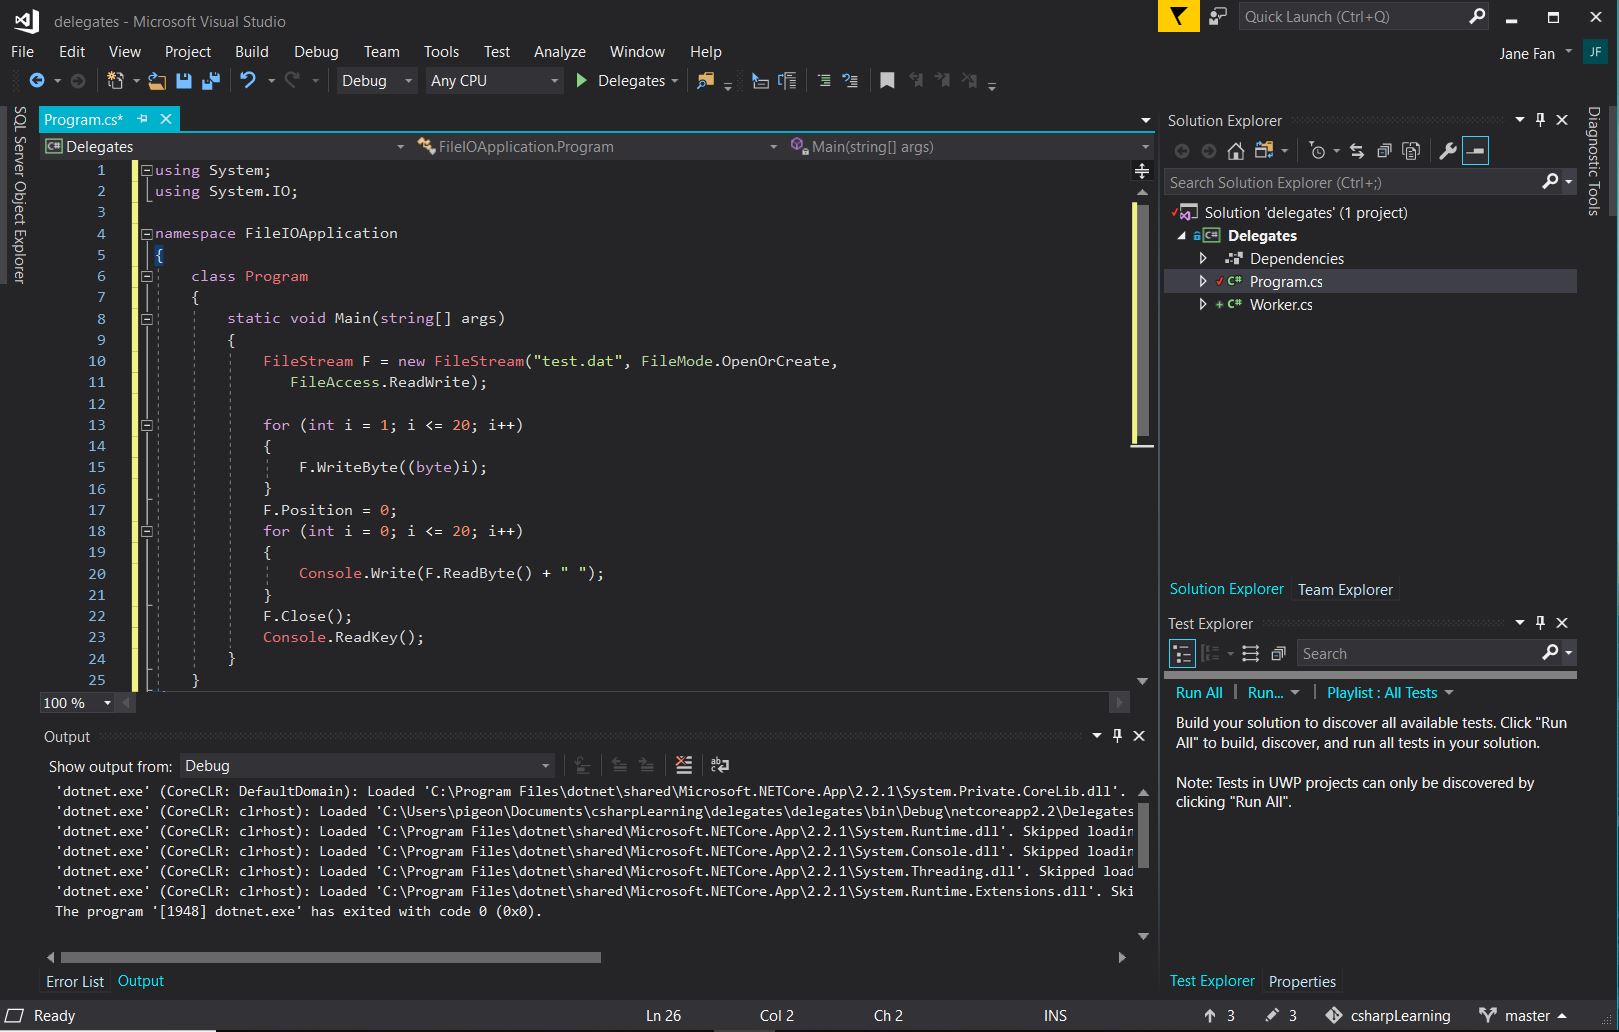 delegates - Microsoft Visual Studio
Quick Launch (Ctrl+Q)
File Edit View Project Build Debug Team Tools Test Analyze Window Help
Jane Fan JF
Debug Any CPU Delegates
SQL Server Object Explorer
Program.cs*
Delegates FileIOApplication.Program Main(string[] args)
1 using System;
2 using System.IO;
3
4 namespace FileIOApplication
5 {
6 class Program
7 {
8 static void Main(string[] args)
9 {
10 FileStream F = new FileStream("test.dat", FileMode.OpenOrCreate,
11 FileAccess.ReadWrite);
12
13 for (int i = 1; i <= 20; i++)
14 {
15 F.WriteByte((byte)i);
16 }
17 F.Position = 0;
18 for (int i = 0; i <= 20; i++)
19 {
20 Console.Write(F.ReadByte() + " ");
21 }
22 F.Close();
23 Console.ReadKey();
24 }
25 }
100 %
Output
Show output from: Debug
'dotnet.exe' (CoreCLR: DefaultDomain): Loaded 'C:\Program Files\dotnet\shared\Microsoft.NETCore.App\2.2.1\System.Private.CoreLib.dll'.
'dotnet.exe' (CoreCLR: clrhost): Loaded 'C:\Users\pigeon\Documents\csharpLearning\delegates\delegates\bin\Debug\netcoreapp2.2\Delegates
'dotnet.exe' (CoreCLR: clrhost): Loaded 'C:\Program Files\dotnet\shared\Microsoft.NETCore.App\2.2.1\System.Runtime.dll'. Skipped loadin
'dotnet.exe' (CoreCLR: clrhost): Loaded 'C:\Program Files\dotnet\shared\Microsoft.NETCore.App\2.2.1\System.Console.dll'. Skipped loadin
'dotnet.exe' (CoreCLR: clrhost): Loaded 'C:\Program Files\dotnet\shared\Microsoft.NETCore.App\2.2.1\System.Threading.dll'. Skipped load
'dotnet.exe' (CoreCLR: clrhost): Loaded 'C:\Program Files\dotnet\shared\Microsoft.NETCore.App\2.2.1\System.Runtime.Extensions.dll'. Ski
The program '[1948] dotnet.exe' has exited with code 0 (0x0).
Error List Output
Solution Explorer
Search Solution Explorer (Ctrl+;)
Solution 'delegates' (1 project)
C# Delegates
Dependencies
C# Program.cs
C# Worker.cs
Solution Explorer Team Explorer
Test Explorer
Search
Run All Run... Playlist : All Tests
Build your solution to discover all available tests. Click "Run
All" to build, discover, and run all tests in your solution.
Note: Tests in UWP projects can only be discovered by
clicking "Run All".
Test Explorer Properties
Diagnostic Tools
Ready Ln 26 Col 2 Ch 2 INS 3 3 csharpLearning master